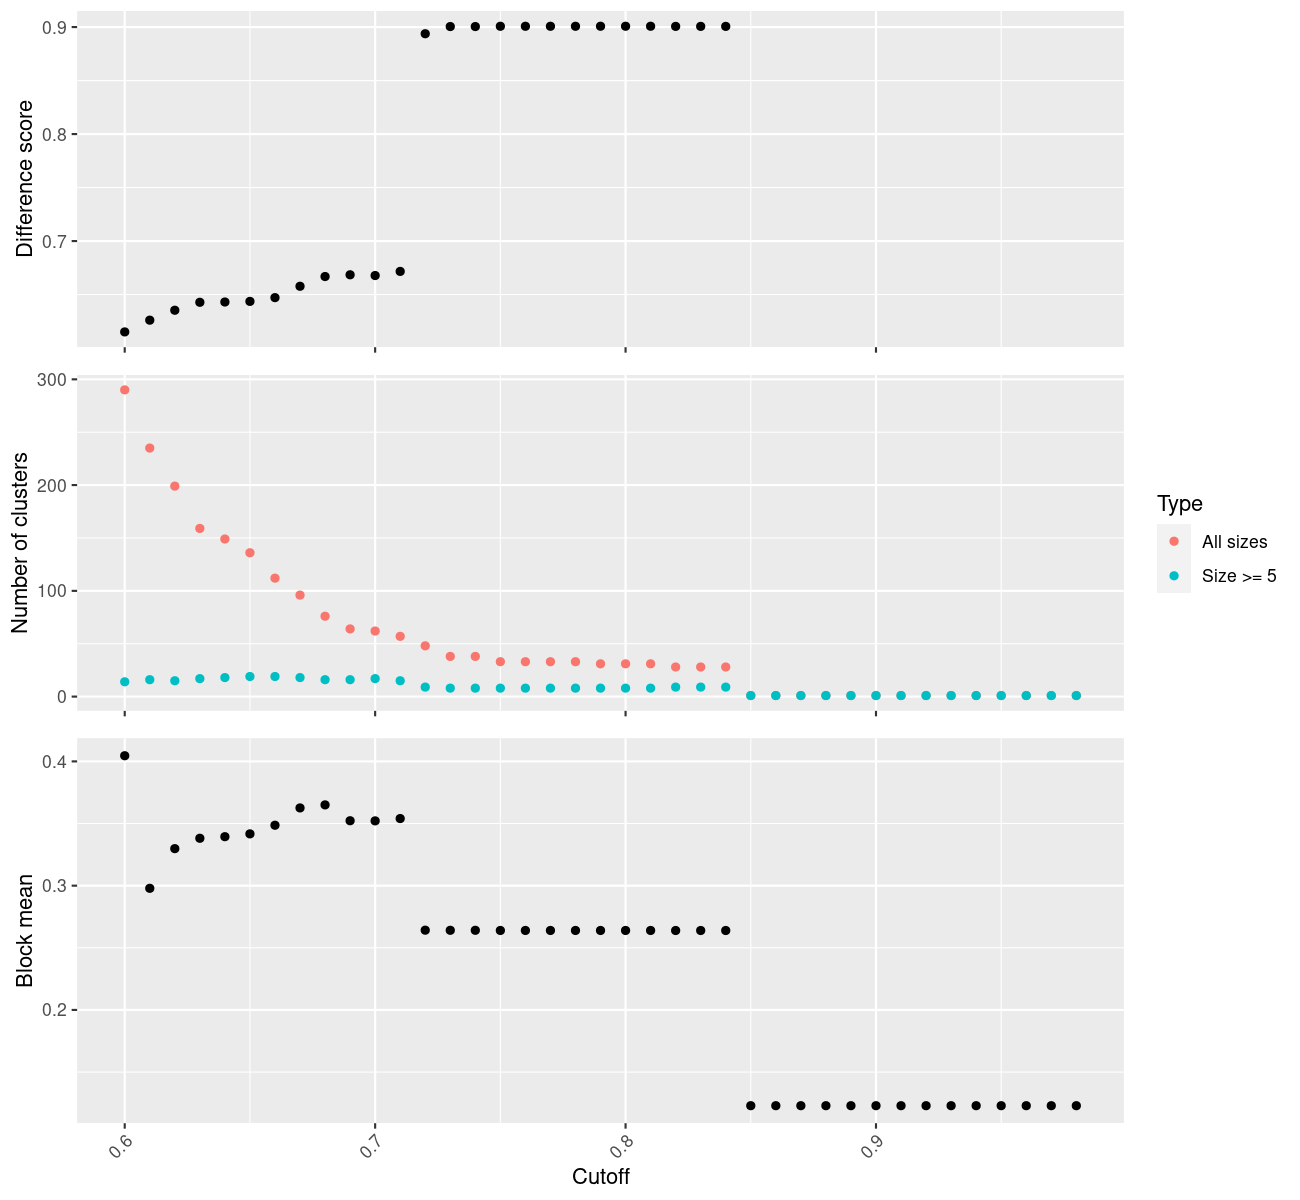 Difference score
0.9
0.8
0.7
Number of clusters
300
200
100
0
Type
All sizes
Size >= 5
Block mean
0.4
0.3
0.2
0.6
0.7
0.8
0.9
Cutoff